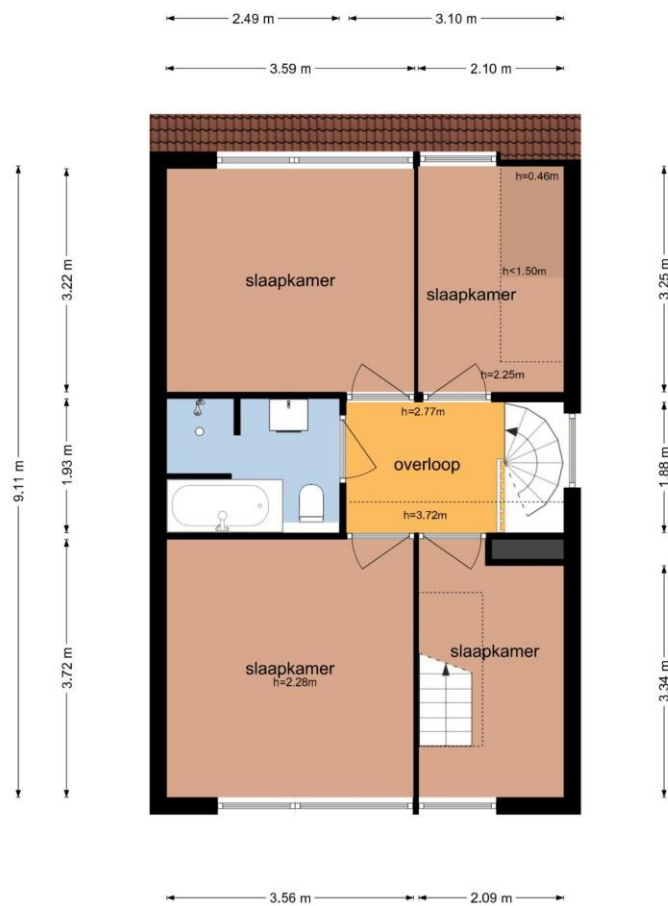 2.49 m
3.10 m
3.59 m
2.10 m
h=0.46m
3.22 m
3.25 m
h<1.50m
slaapkamer
slaapkamer
h=2.25m
h=2.77m
9.11 m
1.93 m
overloop
1.88 m
h=3.72m
slaapkamer
slaapkamer
h=2.28m
3.72 m
3.34 m
3.56 m
2.09 m